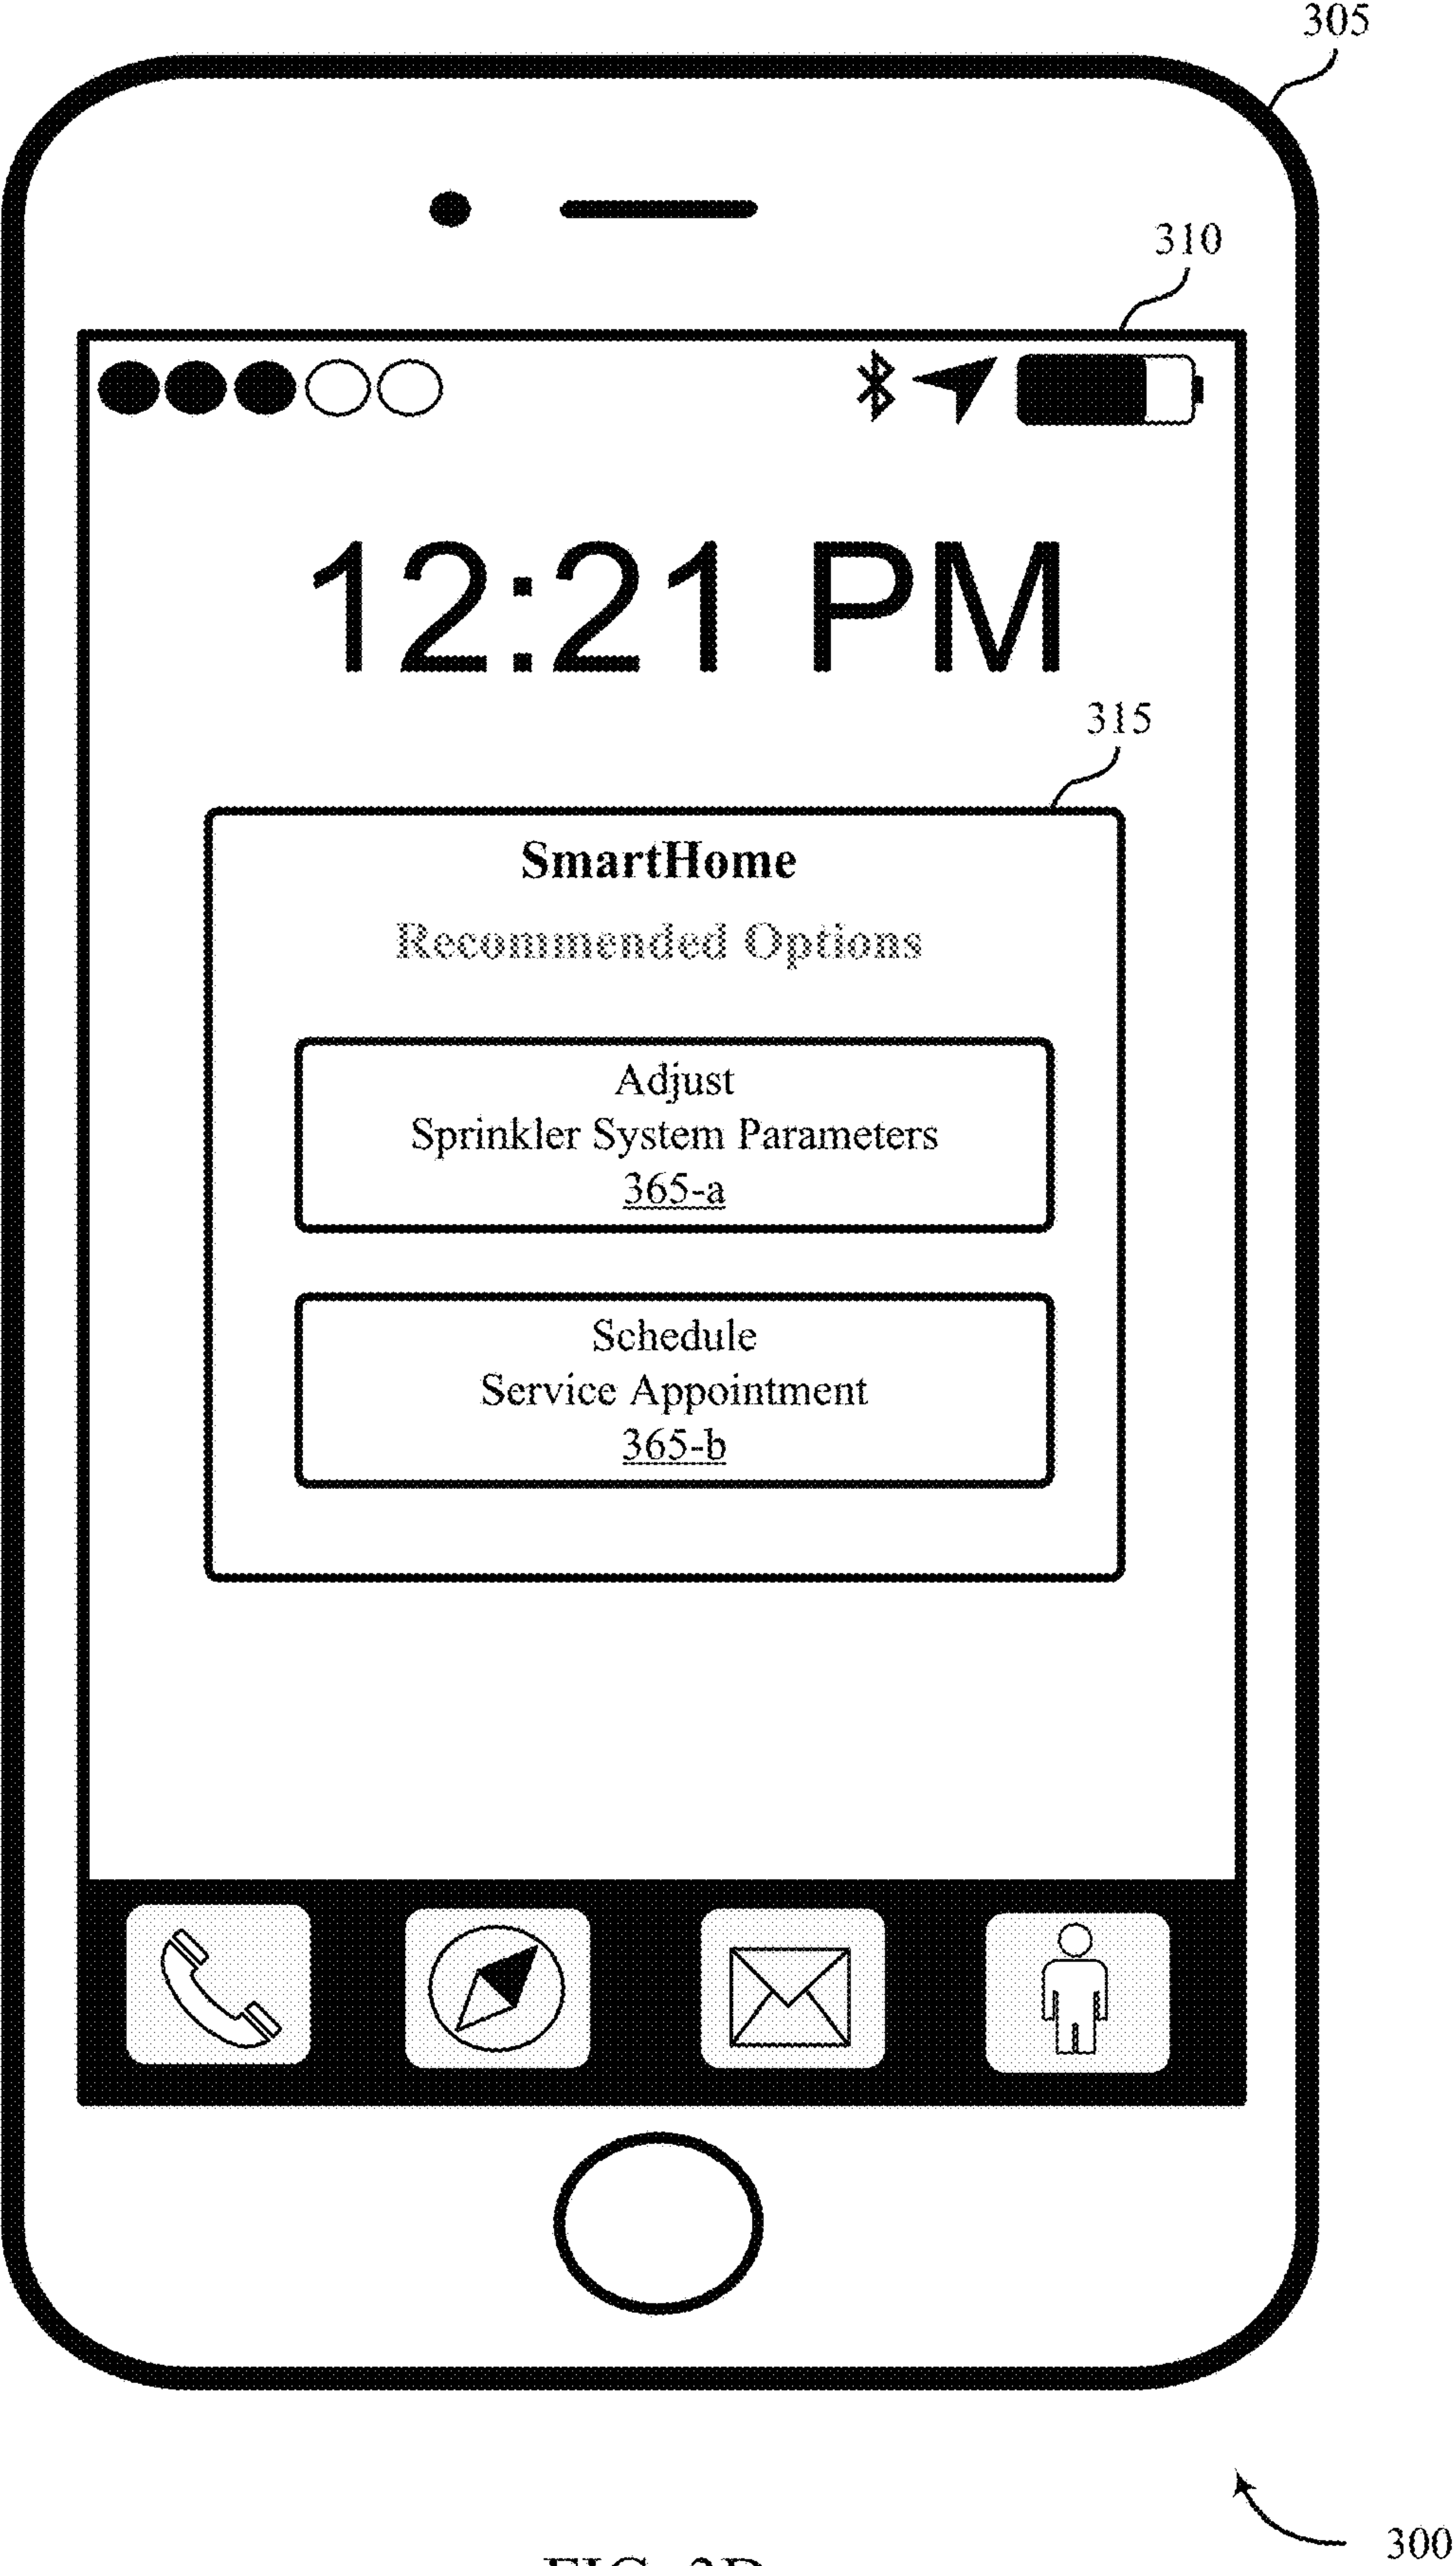 305
310
12:21 PM
315
SmartHome
Recommended Options
Adjust
Sprinkler System Parameters
365-a
Schedule
Service Appointment
365-b
300
FIG.